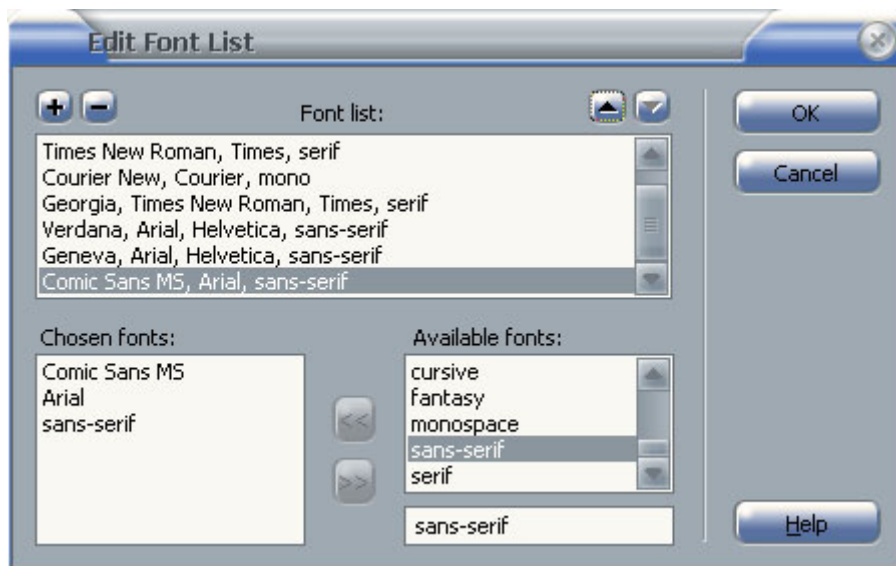 Edit Font List
Font list:
Times New Roman, Times, serif
Courier New, Courier, mono
Georgia, Times New Roman, Times, serif
Verdana, Arial, Helvetica, sans-serif
Geneva, Arial, Helvetica, sans-serif
Comic Sans MS, Arial, sans-serif
OK
Cancel
Chosen fonts:
Comic Sans MS
Arial
sans-serif
<<
>>
Available fonts:
cursive
fantasy
monospace
sans-serif
serif
sans-serif
Help